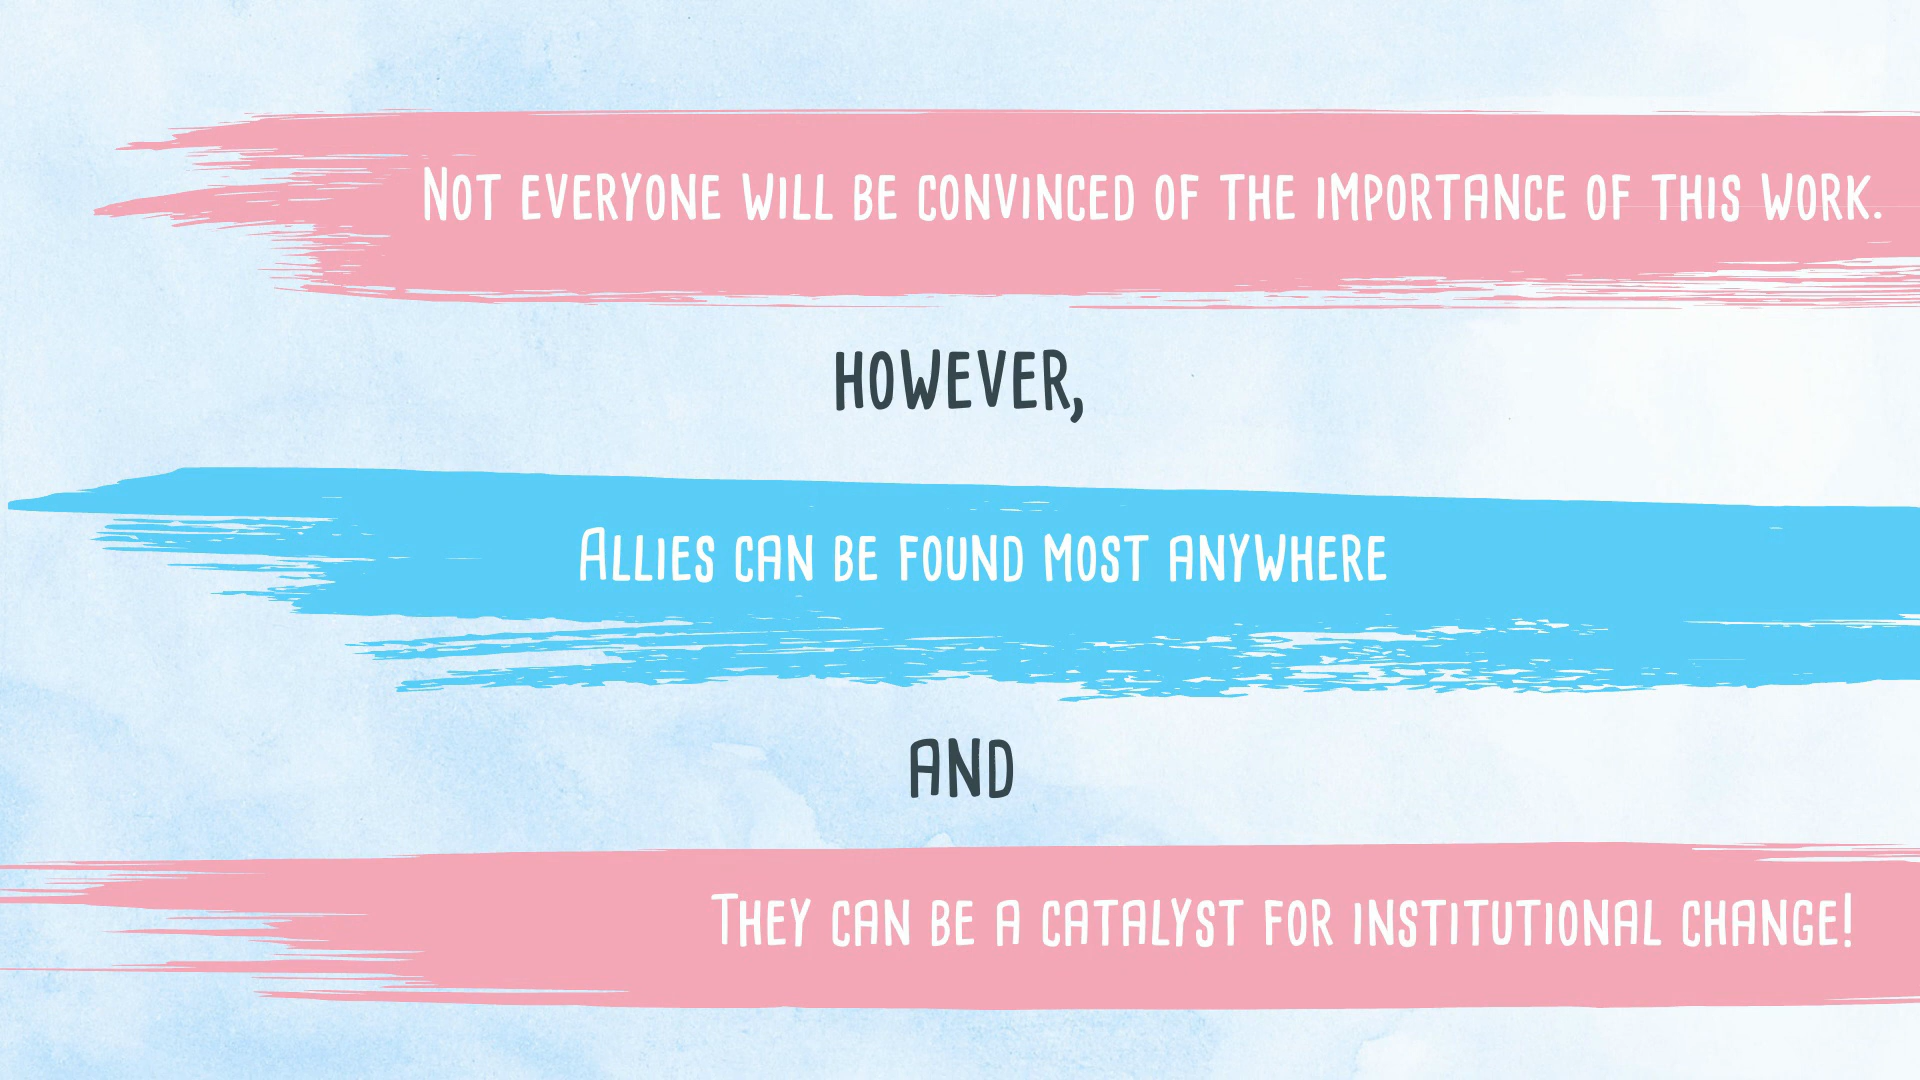 Not everyone will be convinced of the importance of this work.
HOWEVER,
Allies can be found most anywhere
AND
They can be a catalyst for institutional change!